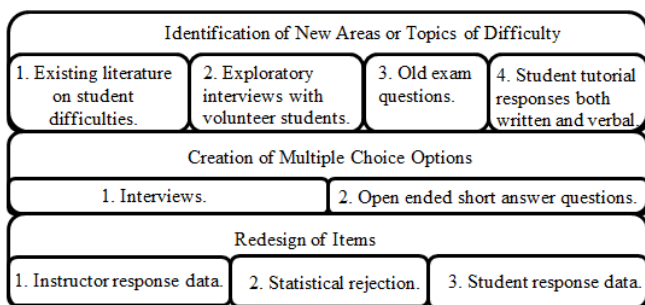 Identification of New Areas or Topics of Difficulty
1. Existing literature
on student
difficulties.
2. Exploratory
interviews with
volunteer students.
3. Old exam
questions.
4. Student tutorial
responses both
written and verbal.
Creation of Multiple Choice Options
1. Interviews.
2. Open ended short answer questions.
Redesign of Items
1. Instructor response data.
2. Statistical rejection.
3. Student response data.